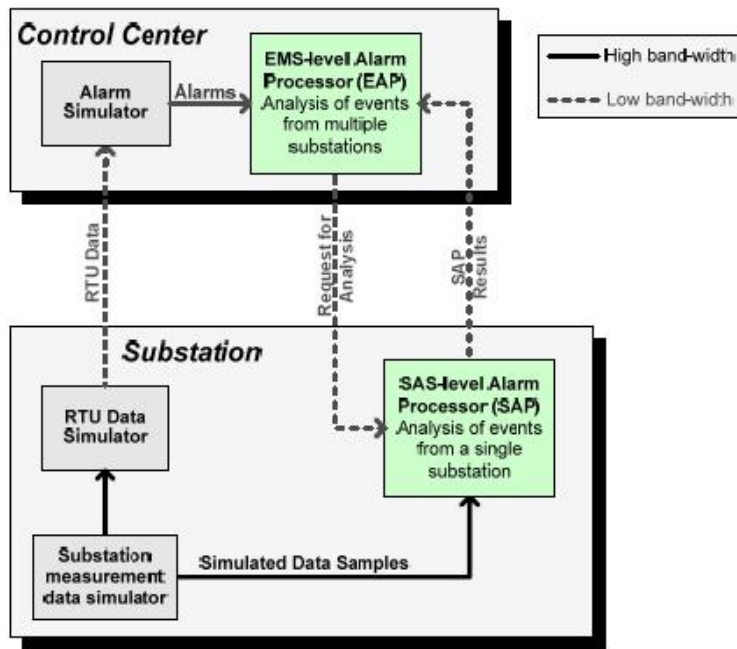 Control Center
Alarm
Simulator
Alarms
EMS-level Alarm
Processor (EAP)
Analysis of events
from multiple
substations
High band-width
Low band-width
RTU Data
Request for
Analysis
SAP
Results
Substation
RTU Data
Simulator
SAS-level Alarm
Processor (SAP)
Analysis of events
from a single
substation
Substation
measurement
data simulator
Simulated Data Samples